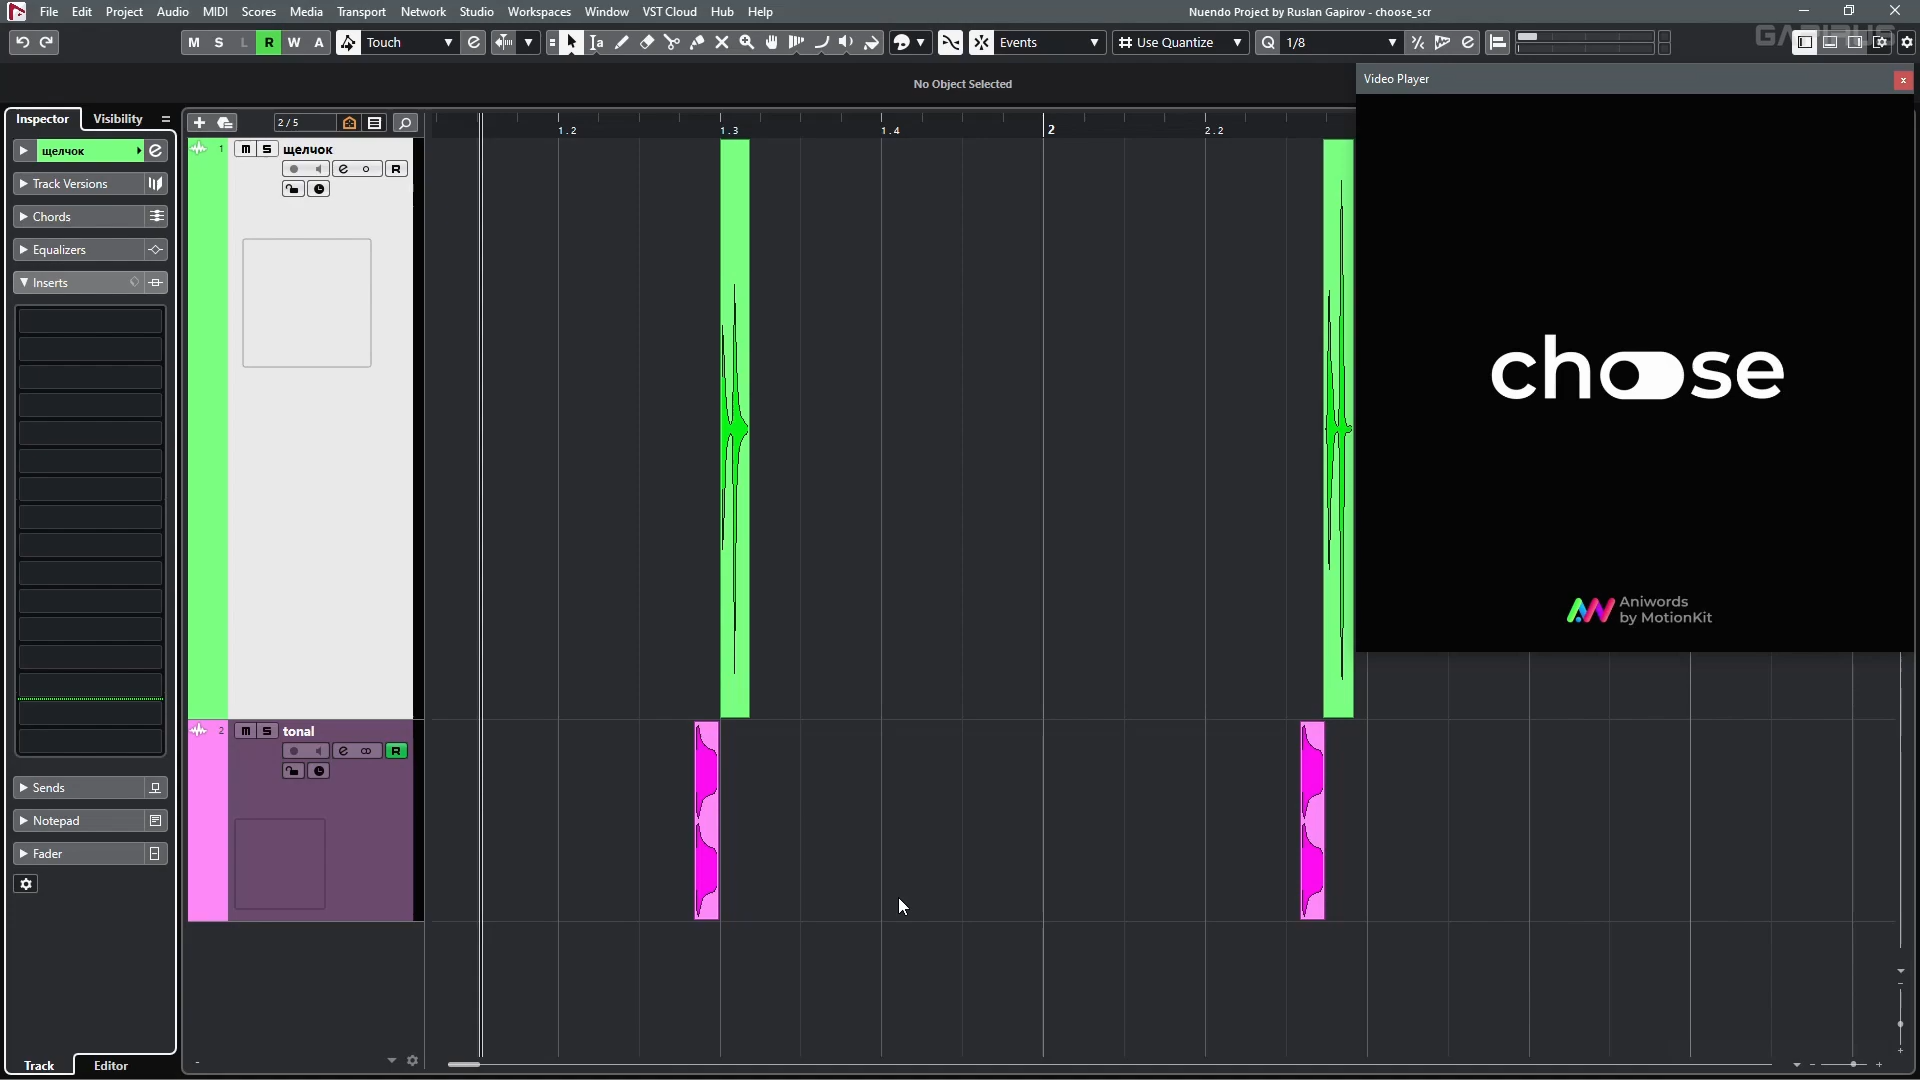 File Edit Project Audio MIDI Scores Media Transport Network Studio Workspaces Window VST Cloud Hub Help
Nuendo Project by Ruslan Gapirov - choose_scr
M S L R W A Touch Events Use Quantize Q 1/8
GAPIRUS
No Object Selected
Video Player
Inspector Visibility
2 / 5
1.2 1.3 1.4 2 2.2
щелчок
Track Versions
Chords
Equalizers
Inserts
Sends
Notepad
Fader
1 m S щелчок
e R
2 m S tonal
e R
choose
Aniwords
by MotionKit
Track Editor